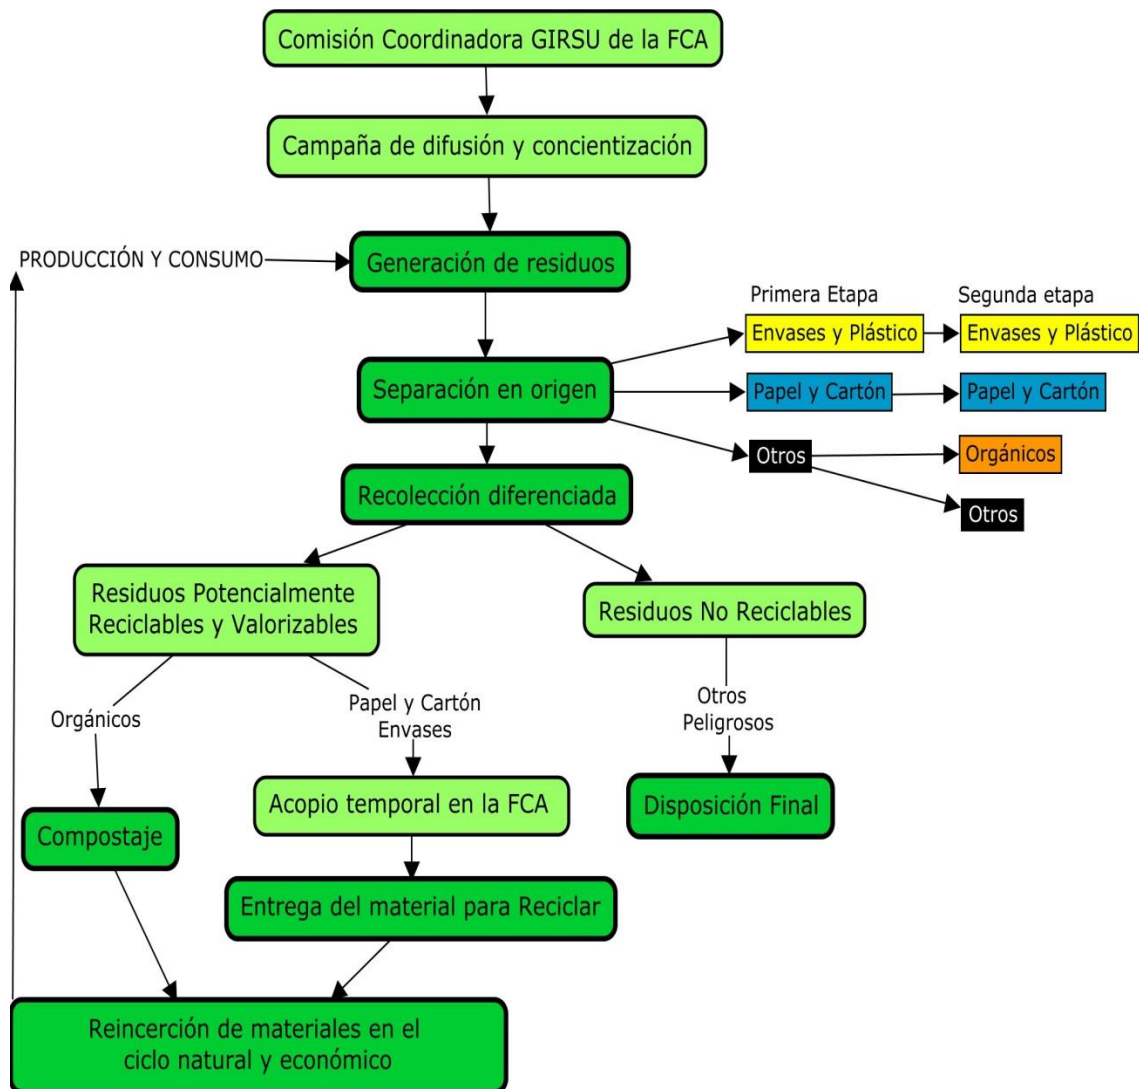 Comisión Coordinadora GIRSU de la FCA
Campaña de difusión y concientización
PRODUCCIÓN Y CONSUMO
Generación de residuos
Primera Etapa
Segunda etapa
Envases y Plástico
Envases y Plástico
Separación en origen
Papel y Cartón
Papel y Cartón
Otros
Orgánicos
Otros
Recolección diferenciada
Residuos Potencialmente
Reciclables y Valorizables
Residuos No Reciclables
Orgánicos
Papel y Cartón
Envases
Otros
Peligrosos
Acopio temporal en la FCA
Disposición Final
Compostaje
Entrega del material para Reciclar
Reincerción de materiales en el
ciclo natural y económico